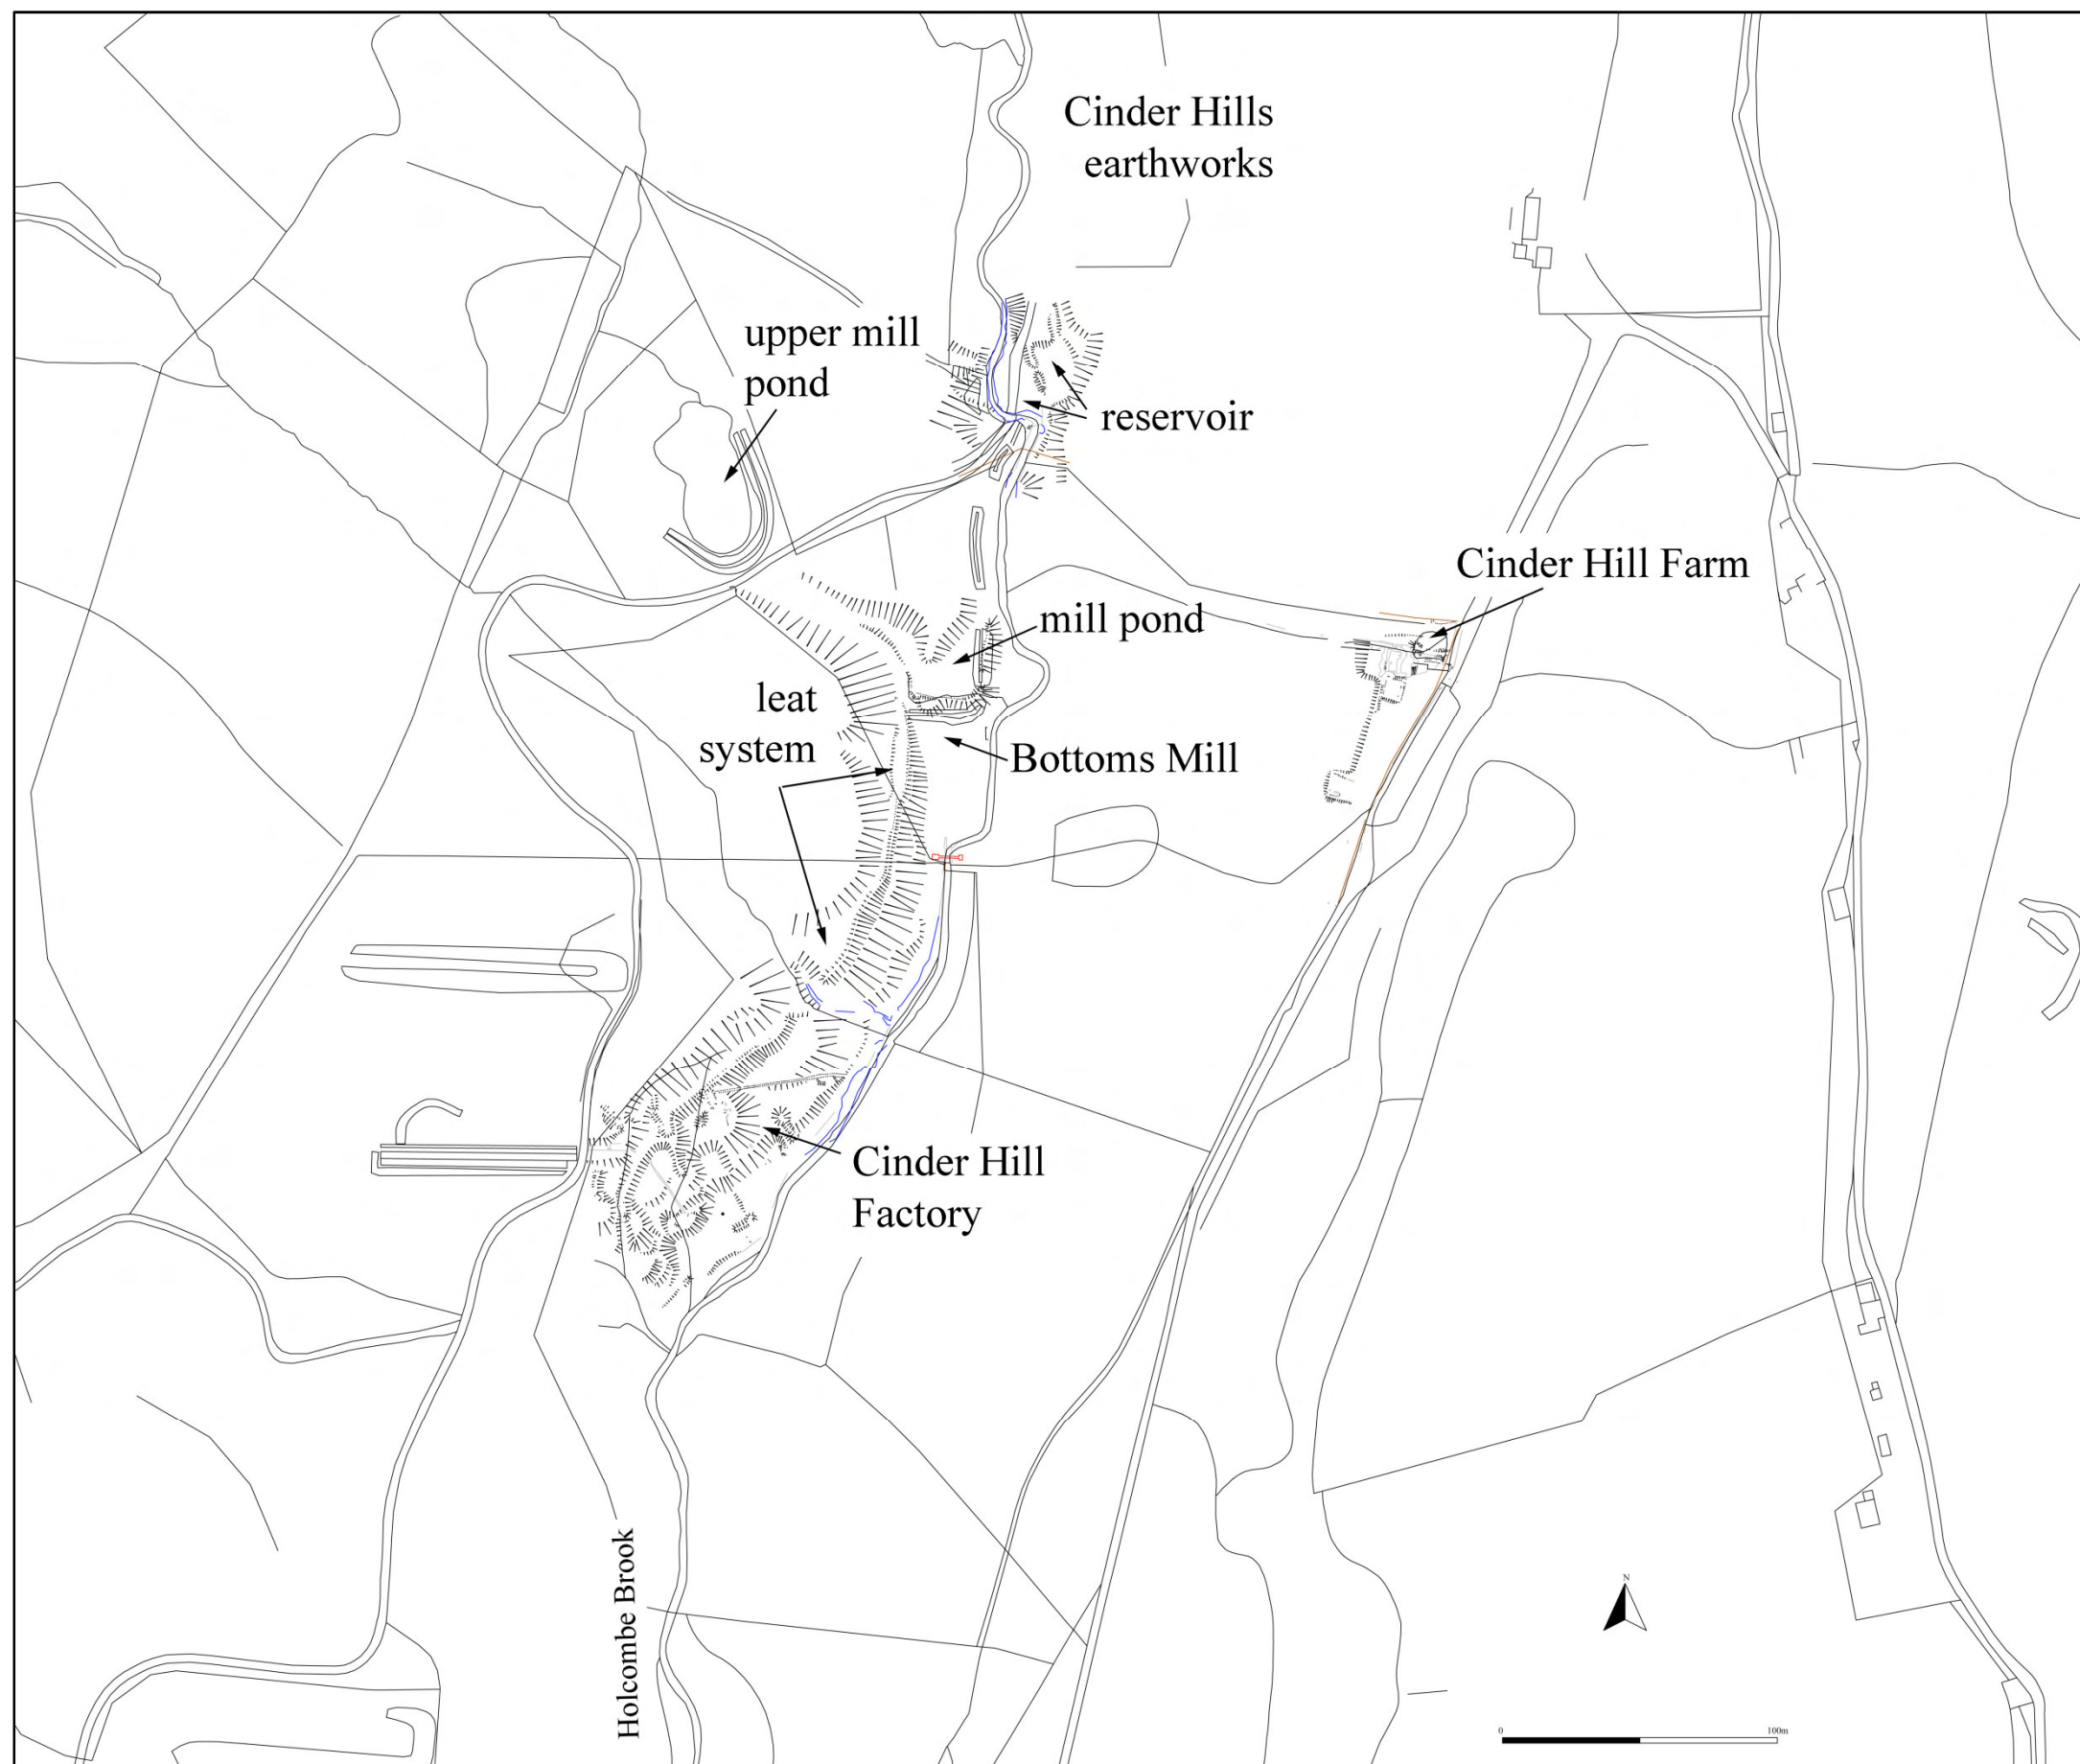 Cinder Hills
earthworks
upper mill
pond
reservoir
Cinder Hill Farm
mill pond
leat
system
Bottoms Mill
Cinder Hill
Factory
Holcombe Brook
N
0 100m